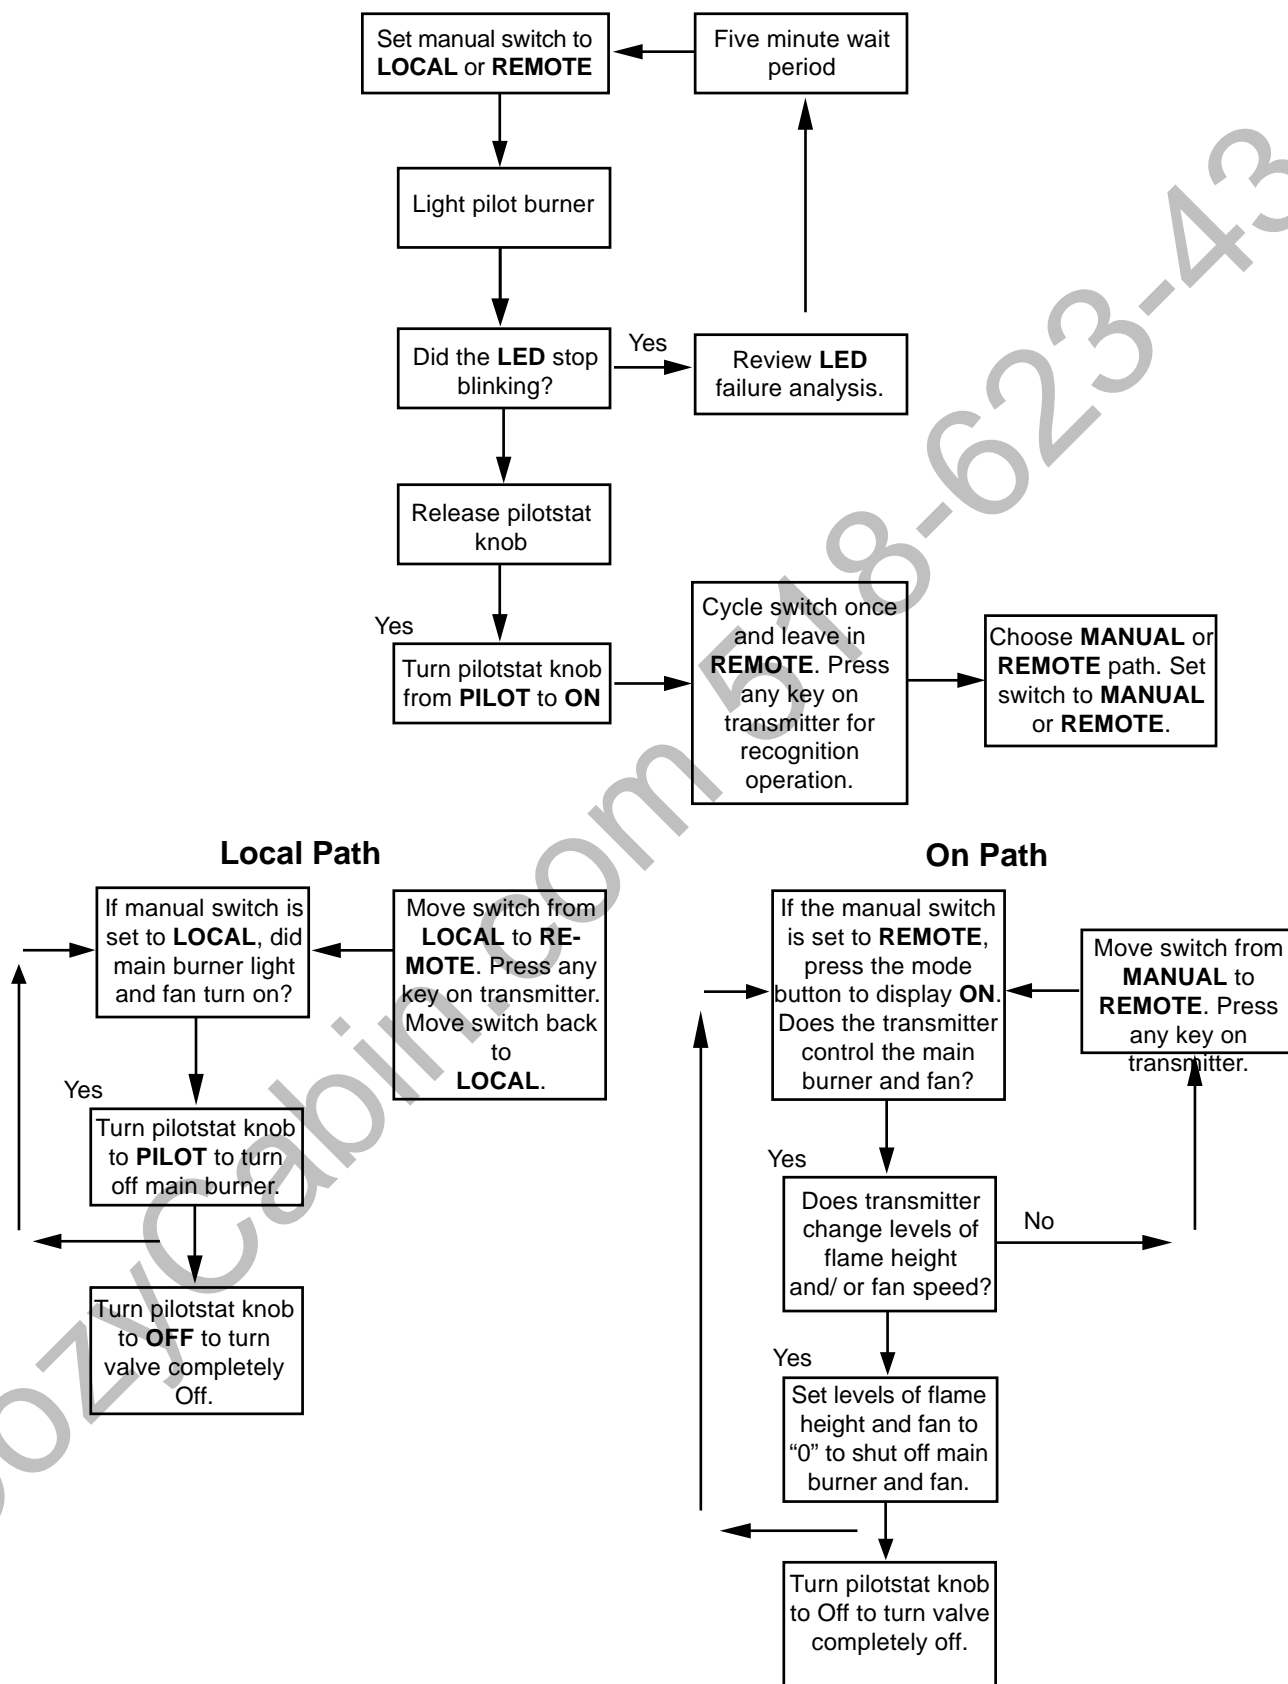 Set manual switch to
LOCAL or REMOTE
Five minute wait
period
Light pilot burner
Did the LED stop
blinking?
Yes
Review LED
failure analysis.
Release pilotstat
knob
Yes
Turn pilotstat knob
from PILOT to ON
Cycle switch once
and leave in
REMOTE. Press
any key on
transmitter for
recognition
operation.
Choose MANUAL or
REMOTE path. Set
switch to MANUAL
or REMOTE.
Local Path
If manual switch is
set to LOCAL, did
main burner light
and fan turn on?
Move switch from
LOCAL to RE-
MOTE. Press any
key on transmitter.
Move switch back
to
LOCAL.
Yes
Turn pilotstat knob
to PILOT to turn
off main burner.
Turn pilotstat knob
to OFF to turn
valve completely
Off.
On Path
If the manual switch
is set to REMOTE,
press the mode
button to display ON.
Does the transmitter
control the main
burner and fan?
Move switch from
MANUAL to
REMOTE. Press
any key on
transmitter.
Yes
Does transmitter
change levels of
flame height
and/ or fan speed?
No
Yes
Set levels of flame
height and fan to
“0” to shut off main
burner and fan.
Turn pilotstat knob
to Off to turn valve
completely off.
ozyCabin.com 518-623-43